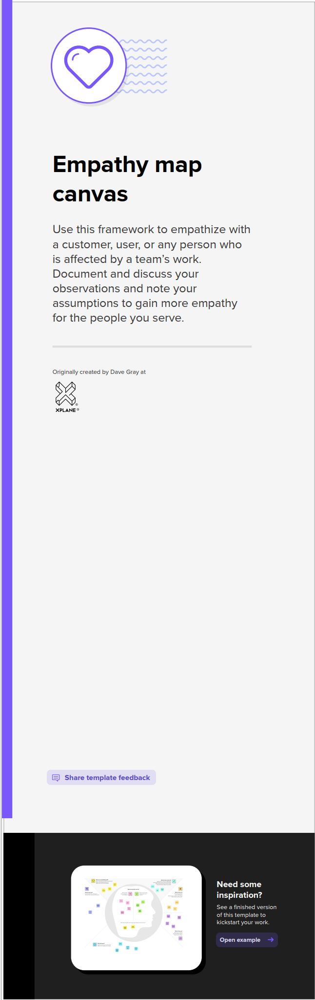 Empathy map
canvas
Use this framework to empathize with
a customer, user, or any person who
is affected by a team’s work.
Document and discuss your
observations and note your
assumptions to gain more empathy
for the people you serve.
Originally created by Dave Gray at
XPLANE
Share template feedback
Need some
inspiration?
See a finished version
of this template to
kickstart your work.
Open example